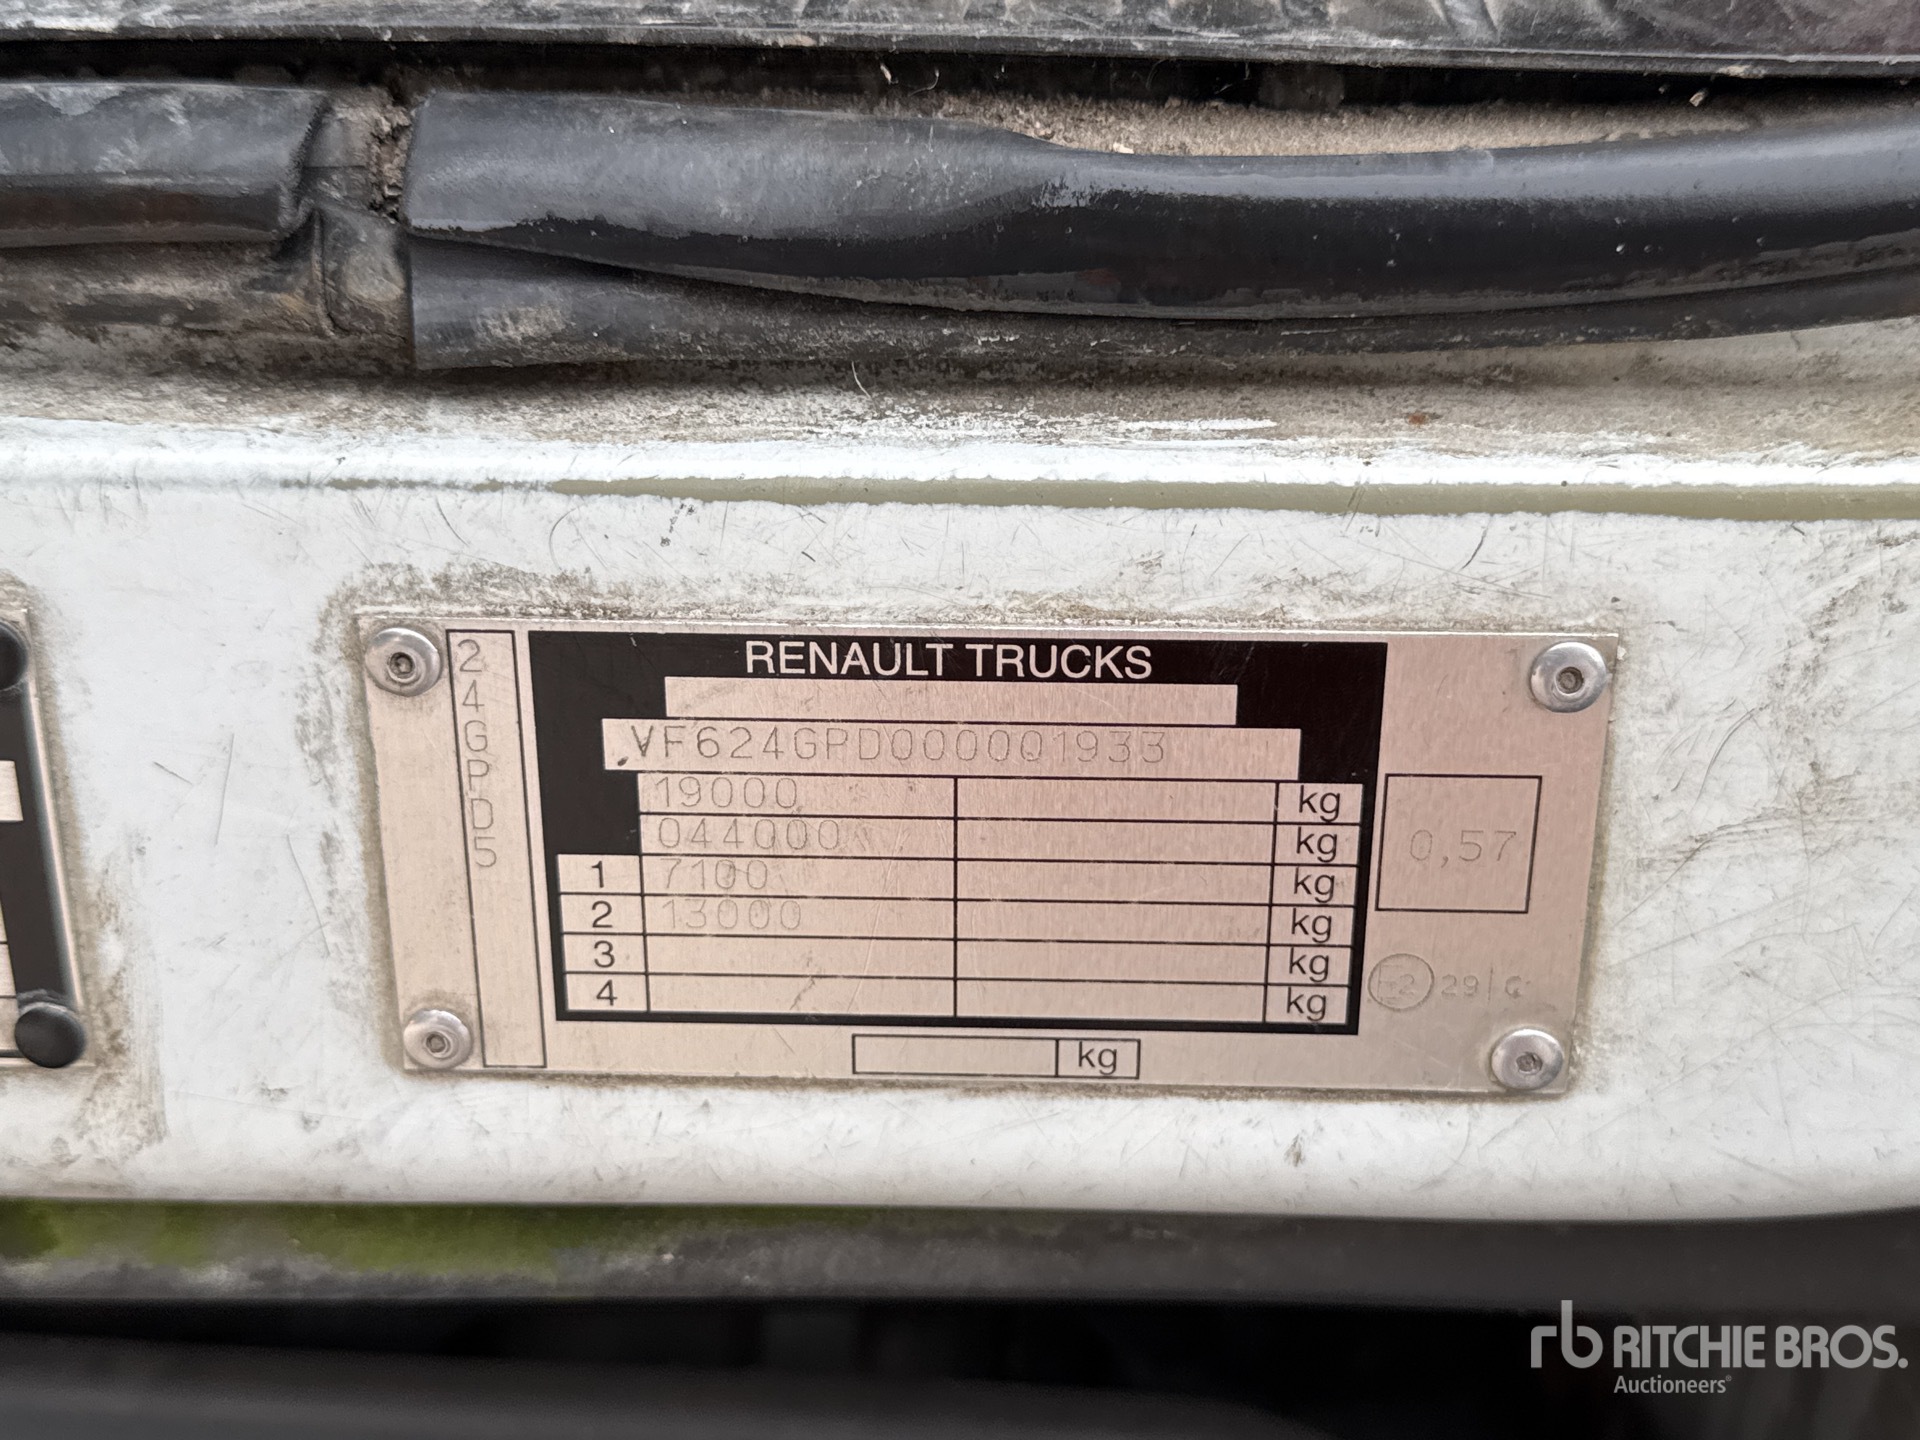 24GPD5
RENAULT TRUCKS
VF624GPD000001933
19000 kg
044000 kg
1 7100 kg
2 13000 kg
3 kg
4 kg
kg
0,57
E2 29|G
rb RITCHIE BROS.
Auctioneers